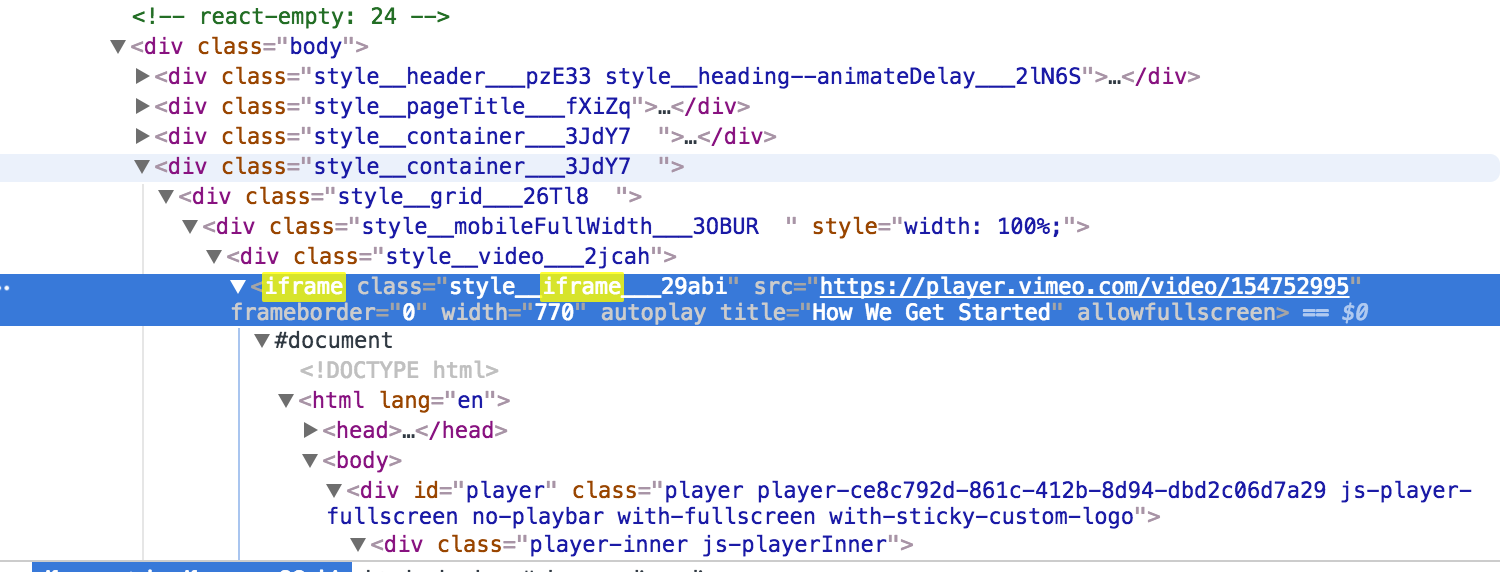 <!-- react-empty: 24 -->
▼<div class="body">
▶<div class="style__header___pzE33 style__heading--animateDelay___2lN6S">…</div>
▶<div class="style__pageTitle___fXiZq">…</div>
▶<div class="style__container___3JdY7  ">…</div>
▼<div class="style__container___3JdY7  ">
▼<div class="style__grid___26Tl8  ">
▼<div class="style__mobileFullWidth___3OBUR  " style="width: 100%;">
▼<div class="style__video___2jcah">
▼<iframe class="style__iframe___29abi" src="https://player.vimeo.com/video/154752995"
frameborder="0" width="770" autoplay title="How We Get Started" allowfullscreen> == $0
▼#document
<!DOCTYPE html>
▼<html lang="en">
▶<head>…</head>
▼<body>
▼<div id="player" class="player player-ce8c792d-861c-412b-8d94-dbd2c06d7a29 js-player-
fullscreen no-playbar with-fullscreen with-sticky-custom-logo">
▼<div class="player-inner js-playerInner">